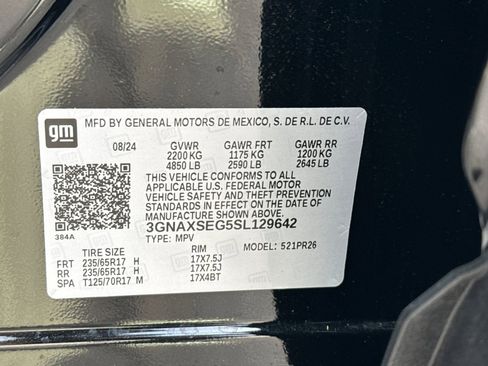 gm
MFD BY GENERAL MOTORS DE MEXICO, S. DE R.L. DE C.V.
08/24 GVWR GAWR FRT GAWR RR
2200 KG 1175 KG 1200 KG
4850 LB 2590 LB 2645 LB
THIS VEHICLE CONFORMS TO ALL
APPLICABLE U.S. FEDERAL MOTOR
VEHICLE SAFETY AND THEFT PREVENTION
STANDARDS IN EFFECT ON THE DATE OF
MANUFACTURE SHOWN ABOVE.
3GNAXSEG5SL129642
384A TYPE: MPV MODEL: 521PR26
TIRE SIZE RIM
FRT 235/65R17 H 17X7.5J
RR 235/65R17 H 17X7.5J
SPA T125/70R17 M 17X4BT